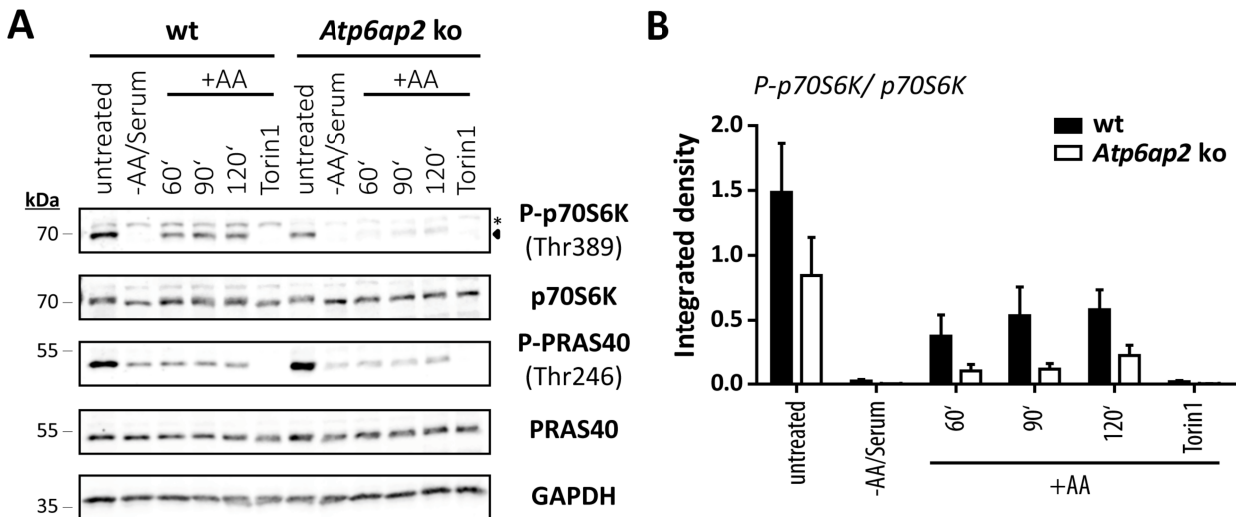 A
wt
Atp6ap2 ko
+AA
+AA
untreated
-AA/Serum
60‘
90‘
120‘
Torin1
untreated
-AA/Serum
60‘
90‘
120‘
Torin1
kDa
70
*
P-p70S6K
(Thr389)
70
p70S6K
55
P-PRAS40
(Thr246)
55
PRAS40
35
GAPDH
B
P-p70S6K/ p70S6K
wt
Atp6ap2 ko
Integrated density
2.0
1.5
1.0
0.5
0.0
untreated
-AA/Serum
60‘
90‘
120‘
Torin1
+AA